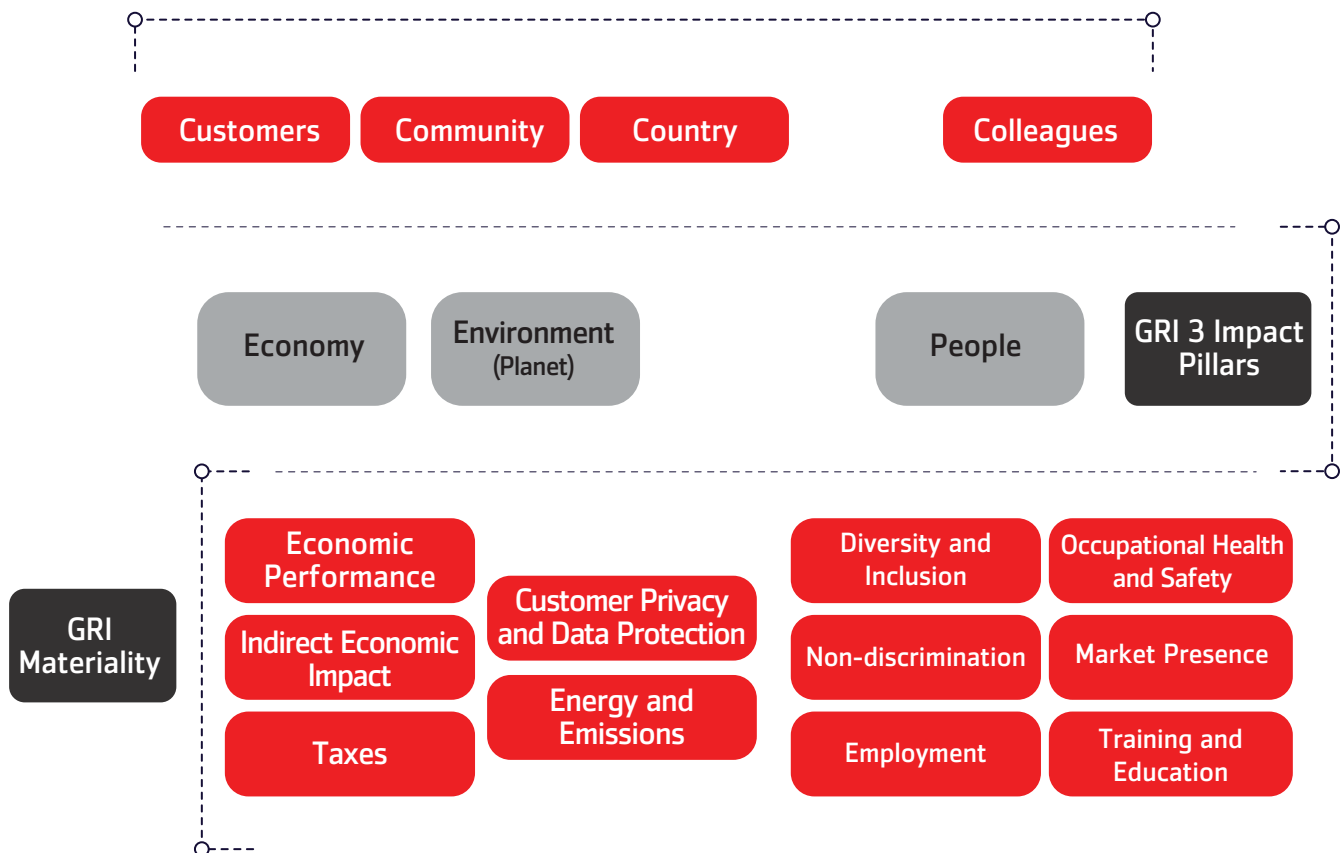 Customers
Community
Country
Colleagues
Economy
Environment
(Planet)
People
GRI 3 Impact
Pillars
GRI
Materiality
Economic
Performance
Indirect Economic
Impact
Taxes
Customer Privacy
and Data Protection
Energy and
Emissions
Diversity and
Inclusion
Non-discrimination
Employment
Occupational Health
and Safety
Market Presence
Training and
Education